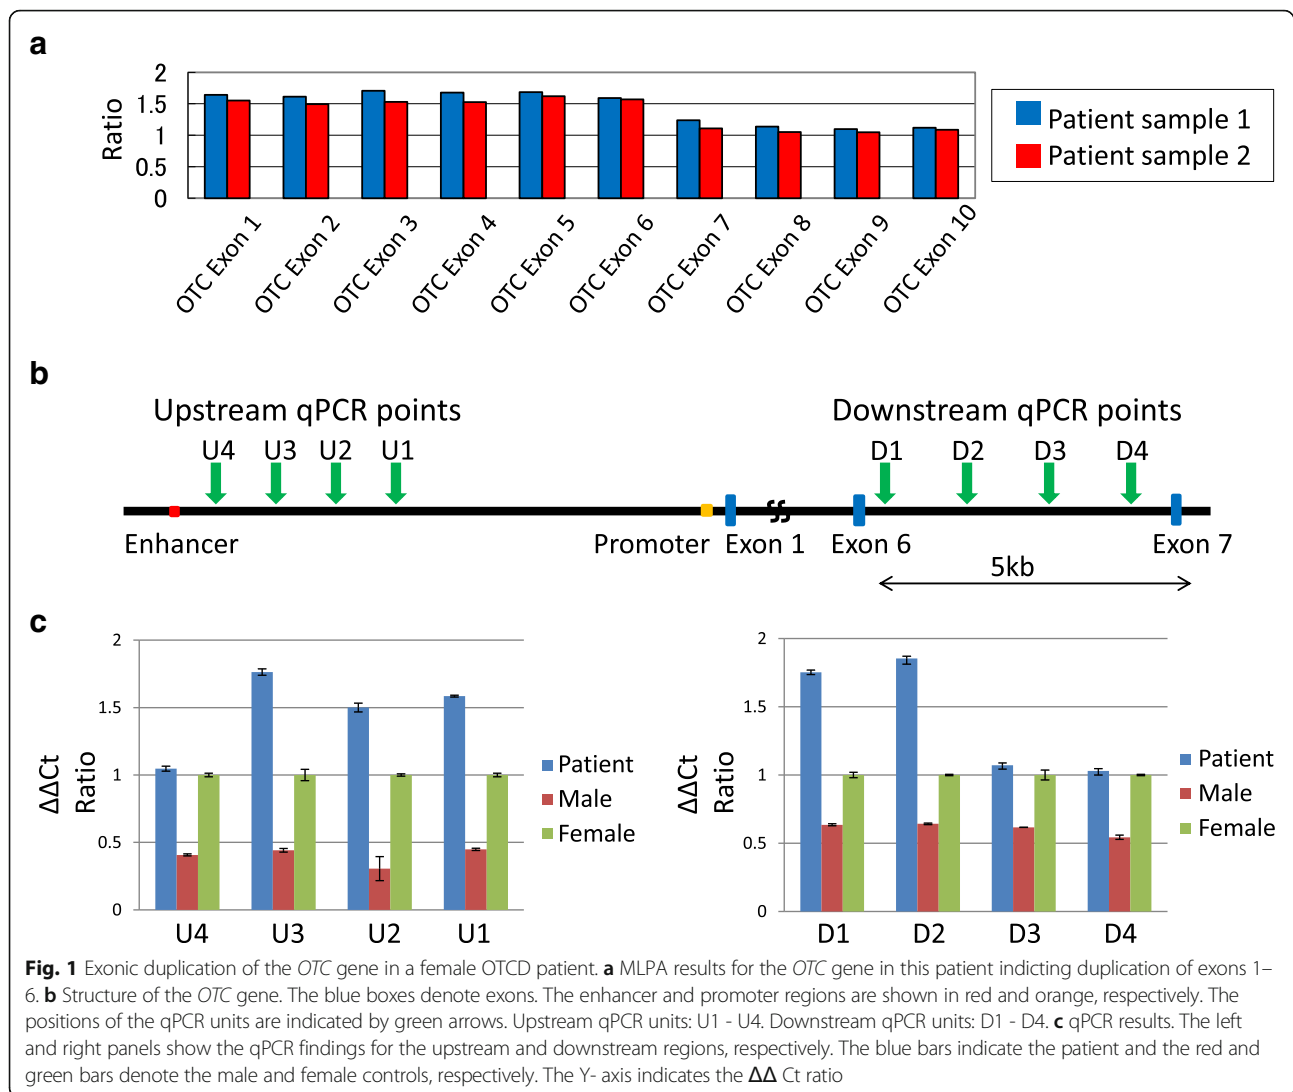 a
2
1.5
1
0.5
0
Ratio
OTC Exon 1
OTC Exon 2
OTC Exon 3
OTC Exon 4
OTC Exon 5
OTC Exon 6
OTC Exon 7
OTC Exon 8
OTC Exon 9
OTC Exon 10
Patient sample 1
Patient sample 2
b
Upstream qPCR points
Downstream qPCR points
U4 U3 U2 U1
D1 D2 D3 D4
Enhancer
Promoter
Exon 1
Exon 6
Exon 7
5kb
c
2
1.5
1
0.5
0
ΔΔCt
Ratio
U4 U3 U2 U1
Patient
Male
Female
2
1.5
1
0.5
0
ΔΔCt
Ratio
D1 D2 D3 D4
Patient
Male
Female
Fig. 1 Exonic duplication of the OTC gene in a female OTCD patient. a MLPA results for the OTC gene in this patient indicting duplication of exons 1–
6. b Structure of the OTC gene. The blue boxes denote exons. The enhancer and promoter regions are shown in red and orange, respectively. The
positions of the qPCR units are indicated by green arrows. Upstream qPCR units: U1 - U4. Downstream qPCR units: D1 - D4. c qPCR results. The left
and right panels show the qPCR findings for the upstream and downstream regions, respectively. The blue bars indicate the patient and the red and
green bars denote the male and female controls, respectively. The Y- axis indicates the ΔΔ Ct ratio